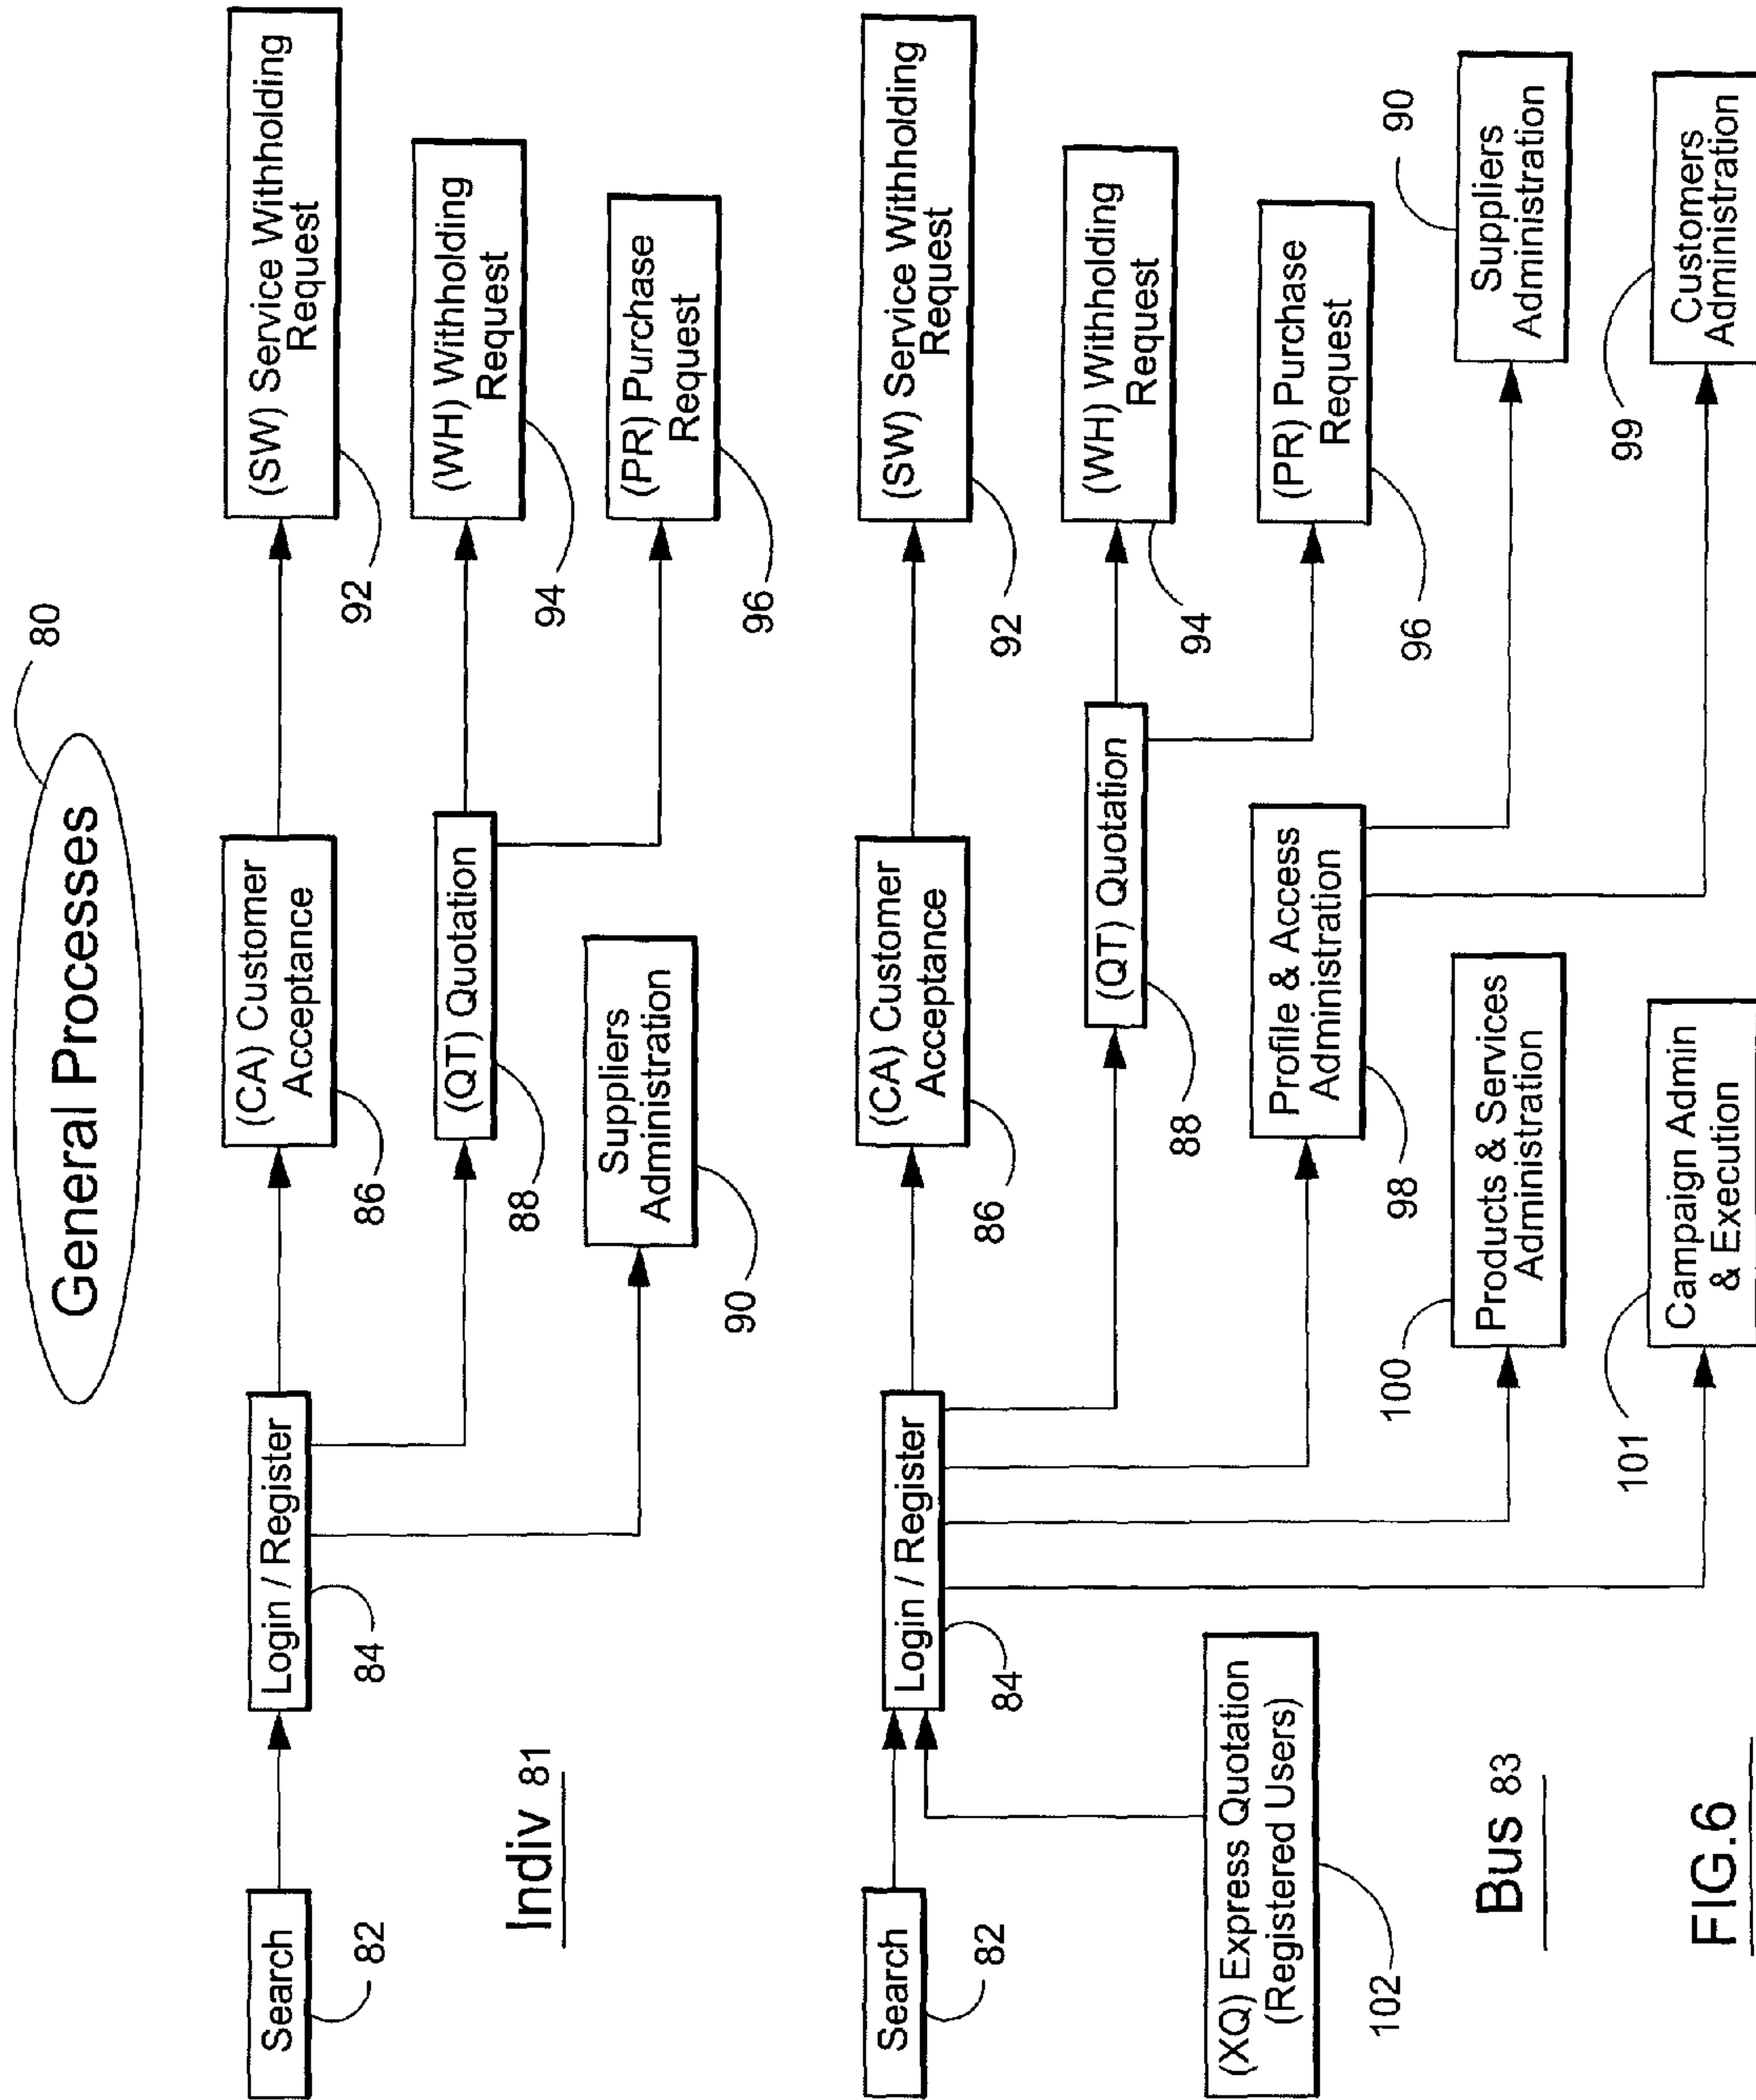 General Processes
80
Search
82
Login / Register
84
(CA) Customer
Acceptance
86
(SW) Service Withholding
Request
92
(QT) Quotation
88
(WH) Withholding
Request
94
Suppliers
Administration
90
(PR) Purchase
Request
96
Indiv 81
Search
82
Login / Register
84
(CA) Customer
Acceptance
86
(SW) Service Withholding
Request
92
(QT) Quotation
88
(WH) Withholding
Request
94
(XQ) Express Quotation
(Registered Users)
102
Profile & Access
Administration
98
(PR) Purchase
Request
96
Products & Services
Administration
100
Suppliers
Administration
90
Campaign Admin
& Execution
101
Customers
Administration
99
Bus 83
FIG.6